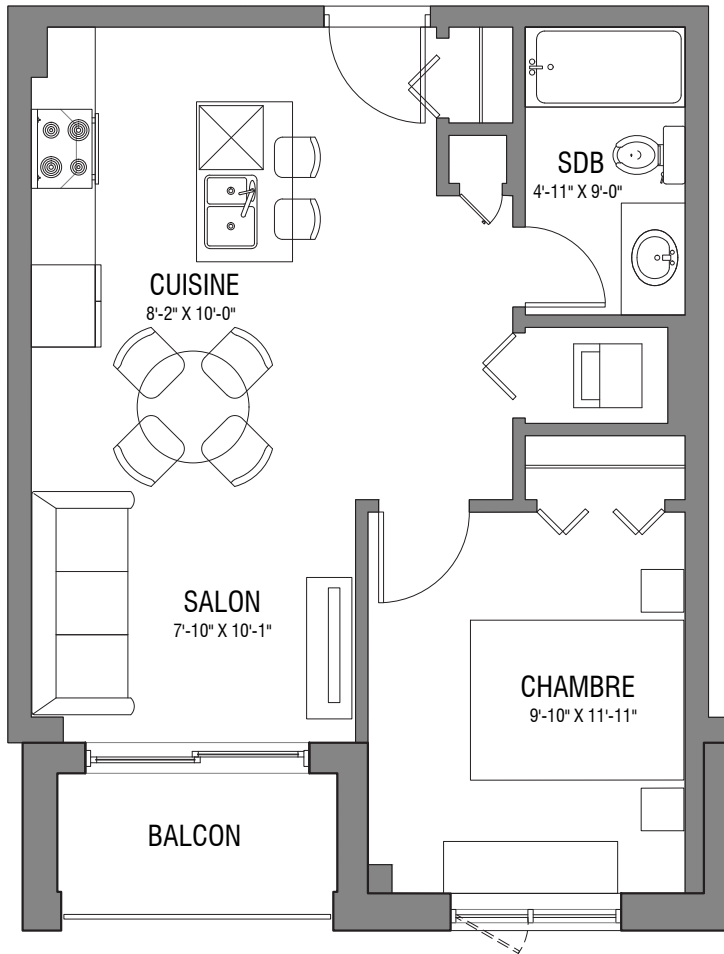 SDB
4'-11" X 9'-0"
CUISINE
8'-2" X 10'-0"
SALON
7'-10" X 10'-1"
CHAMBRE
9'-10" X 11'-11"
BALCON